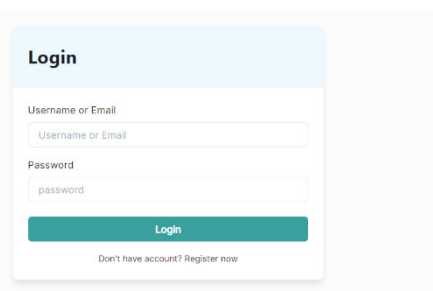 Login
Username or Email
Username or Email
Password
password
Login
Don't have account? Register now